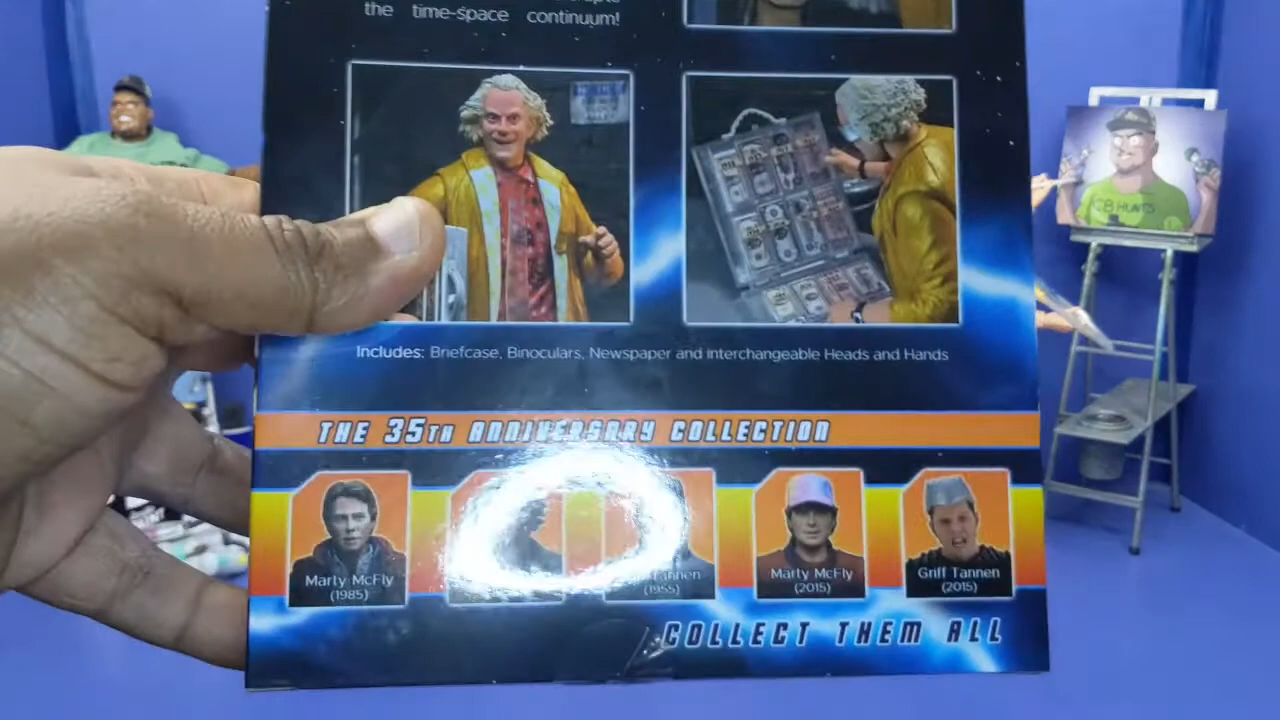 the time-space continuum!
Includes: Briefcase, Binoculars, Newspaper and interchangeable Heads and Hands
THE 35TH ANNIVERSARY COLLECTION
Marty McFly
(1985)
Tannen
(1955)
Marty McFly
(2015)
Griff Tannen
(2015)
COLLECT THEM ALL
HUNTS